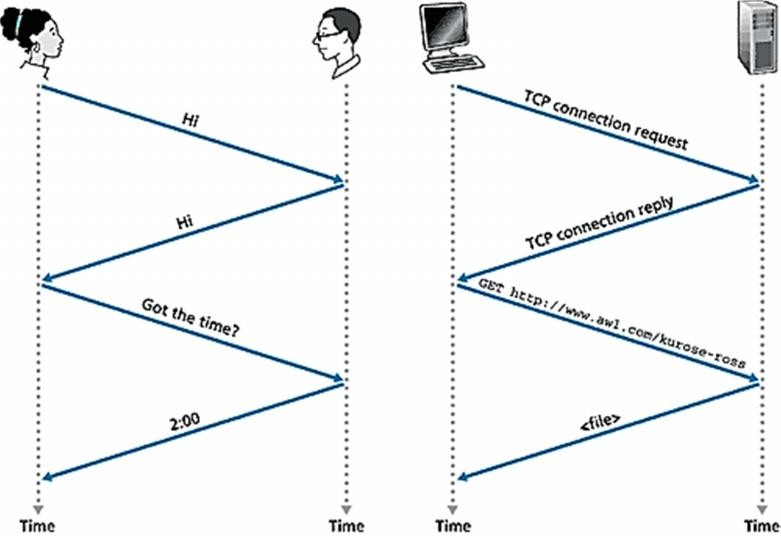 Hi
Hi
Got the time?
2:00
Time
Time
TCP connection request
TCP connection reply
GET http://www.awl.com/kurose-ross
<file>
Time
Time